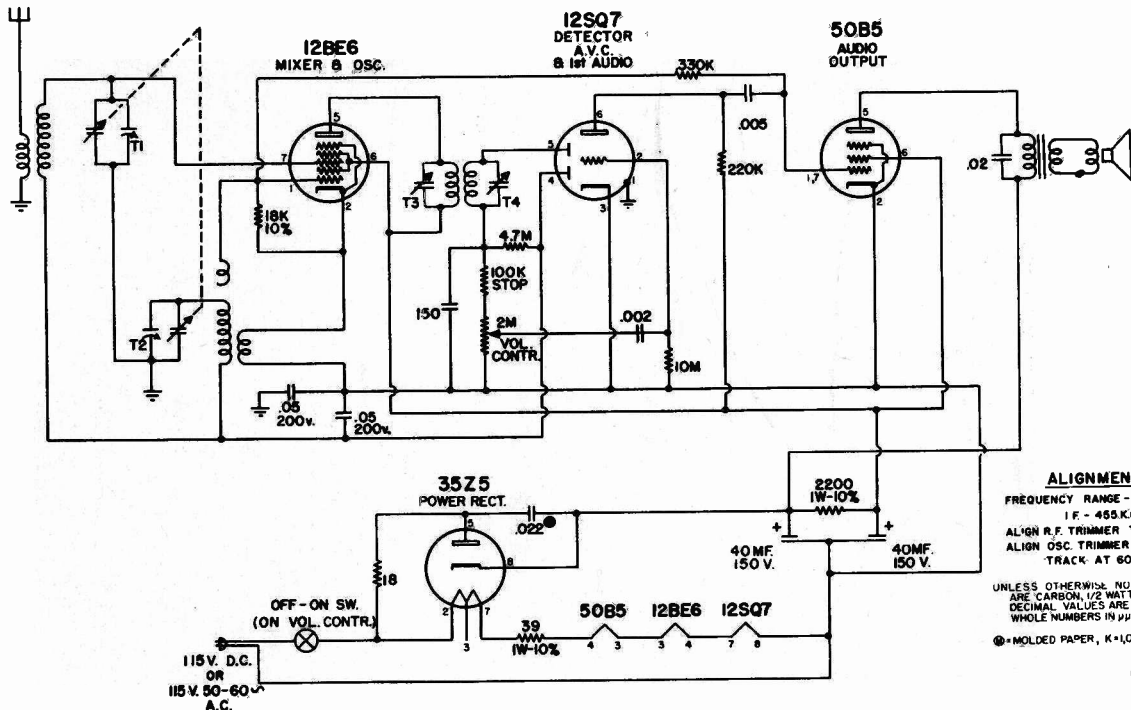 12BE6
MIXER & OSC.
12SQ7
DETECTOR
A.V.C.
& 1st AUDIO
50B5
AUDIO
OUTPUT
330K
.005
T1
5
7
6
1
2
18K
10%
T3
T4
5
4
6
2
1
3
220K
5
6
1,7
2
.02
4.7M
100K
STOP
150
2M
VOL.
CONTR.
.002
10M
T2
.05
200v.
.05
200v.
35Z5
POWER RECT.
5
.022
8
18
2
3
7
2200
1W-10%
+
+
40MF.
150 V.
40MF.
150 V.
OFF-ON SW.
(ON VOL. CONTR.)
39
1W-10%
50B5
12BE6
12SQ7
4
3
3
4
7
8
115V. D.C.
OR
115V. 50-60~
A.C.
ALIGNMEN
FREQUENCY RANGE -
I F. - 455K.
ALIGN R.F. TRIMMER
ALIGN OSC. TRIMMER
TRACK AT 60
UNLESS OTHERWISE NO
ARE CARBON, 1/2 WATT
DECIMAL VALUES ARE
WHOLE NUMBERS IN µµ
M=MOLDED PAPER, K=1,0